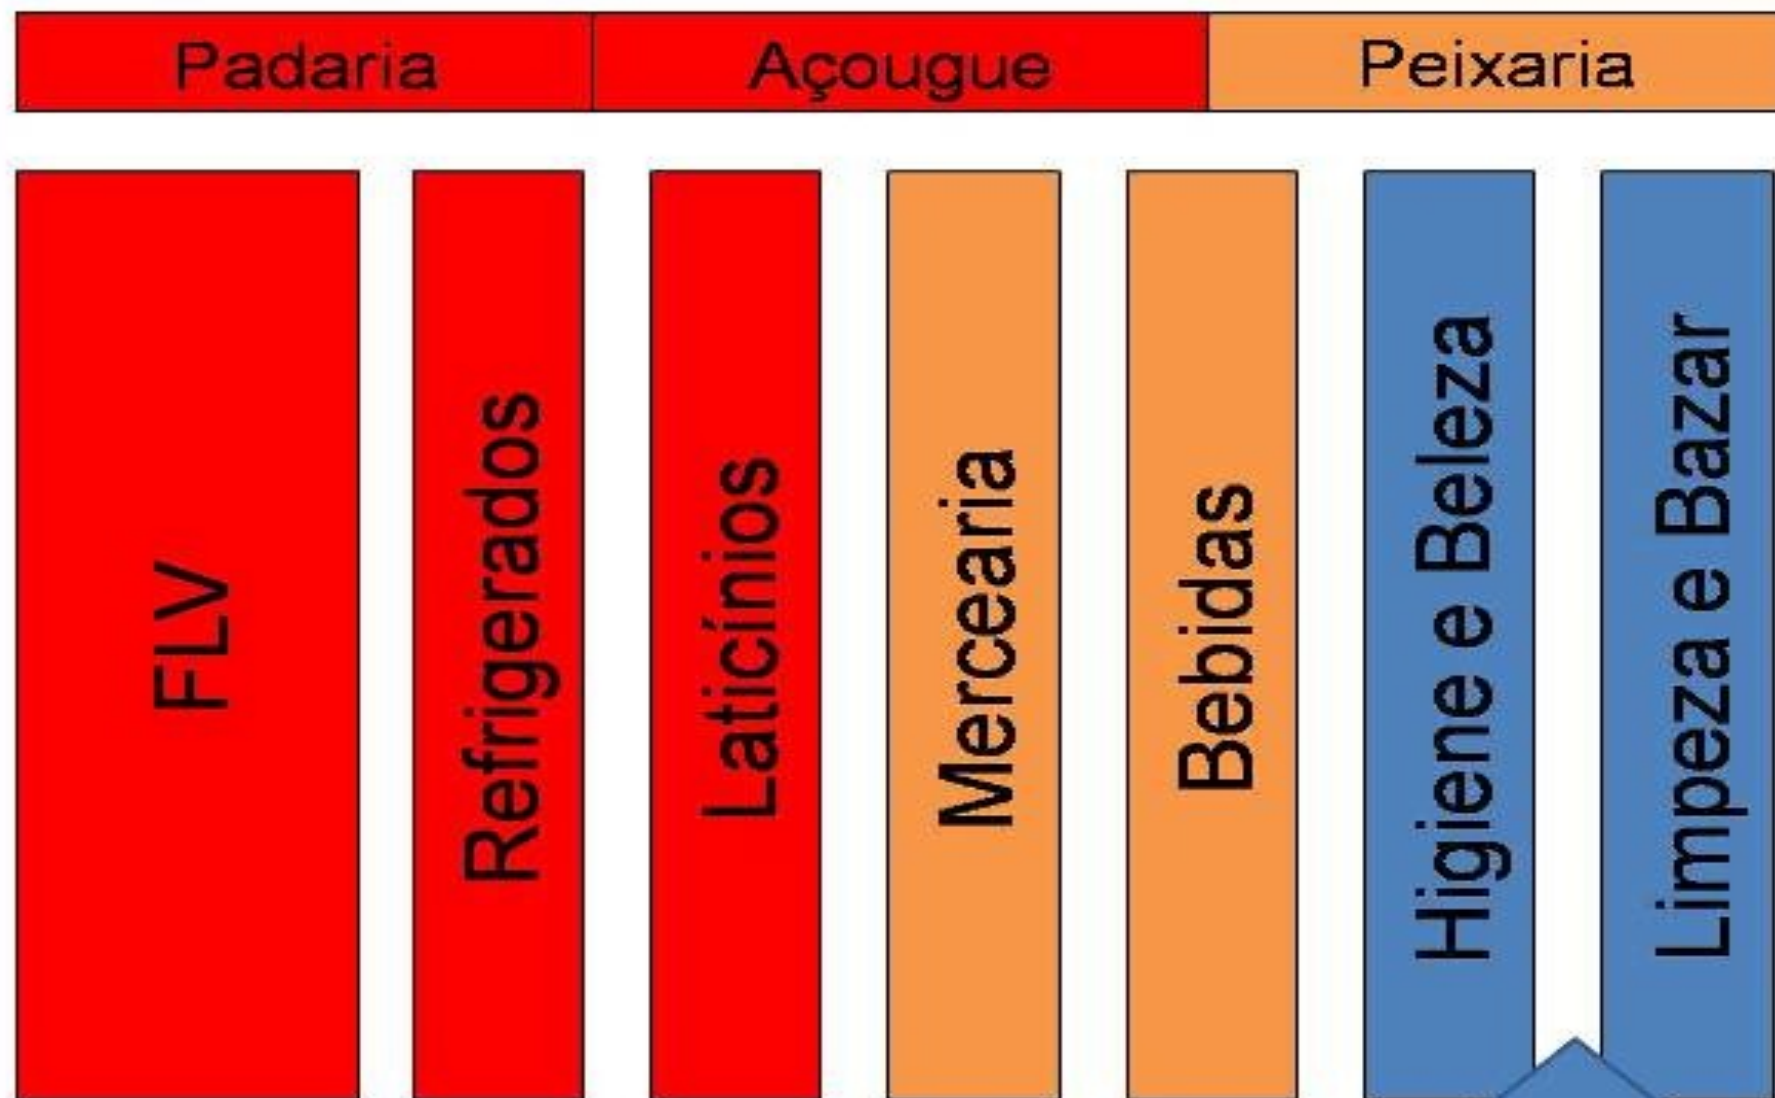 Padaria
Açougue
Peixaria
FLV
Refrigerados
Laticínios
Mercearia
Bebidas
Higiene e Beleza
Limpeza e Bazar